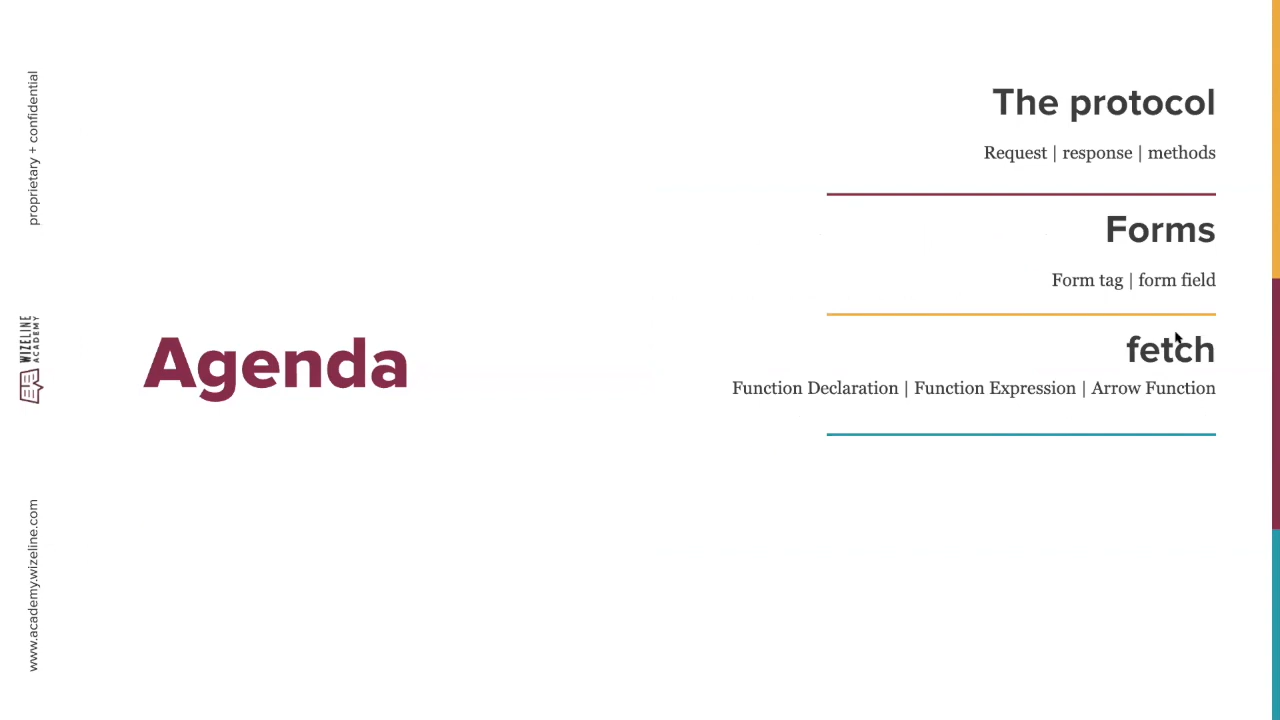 proprietary + confidential
WIZELINE
ACADEMY
www.academy.wizeline.com
Agenda
The protocol
Request | response | methods
Forms
Form tag | form field
fetch
Function Declaration | Function Expression | Arrow Function